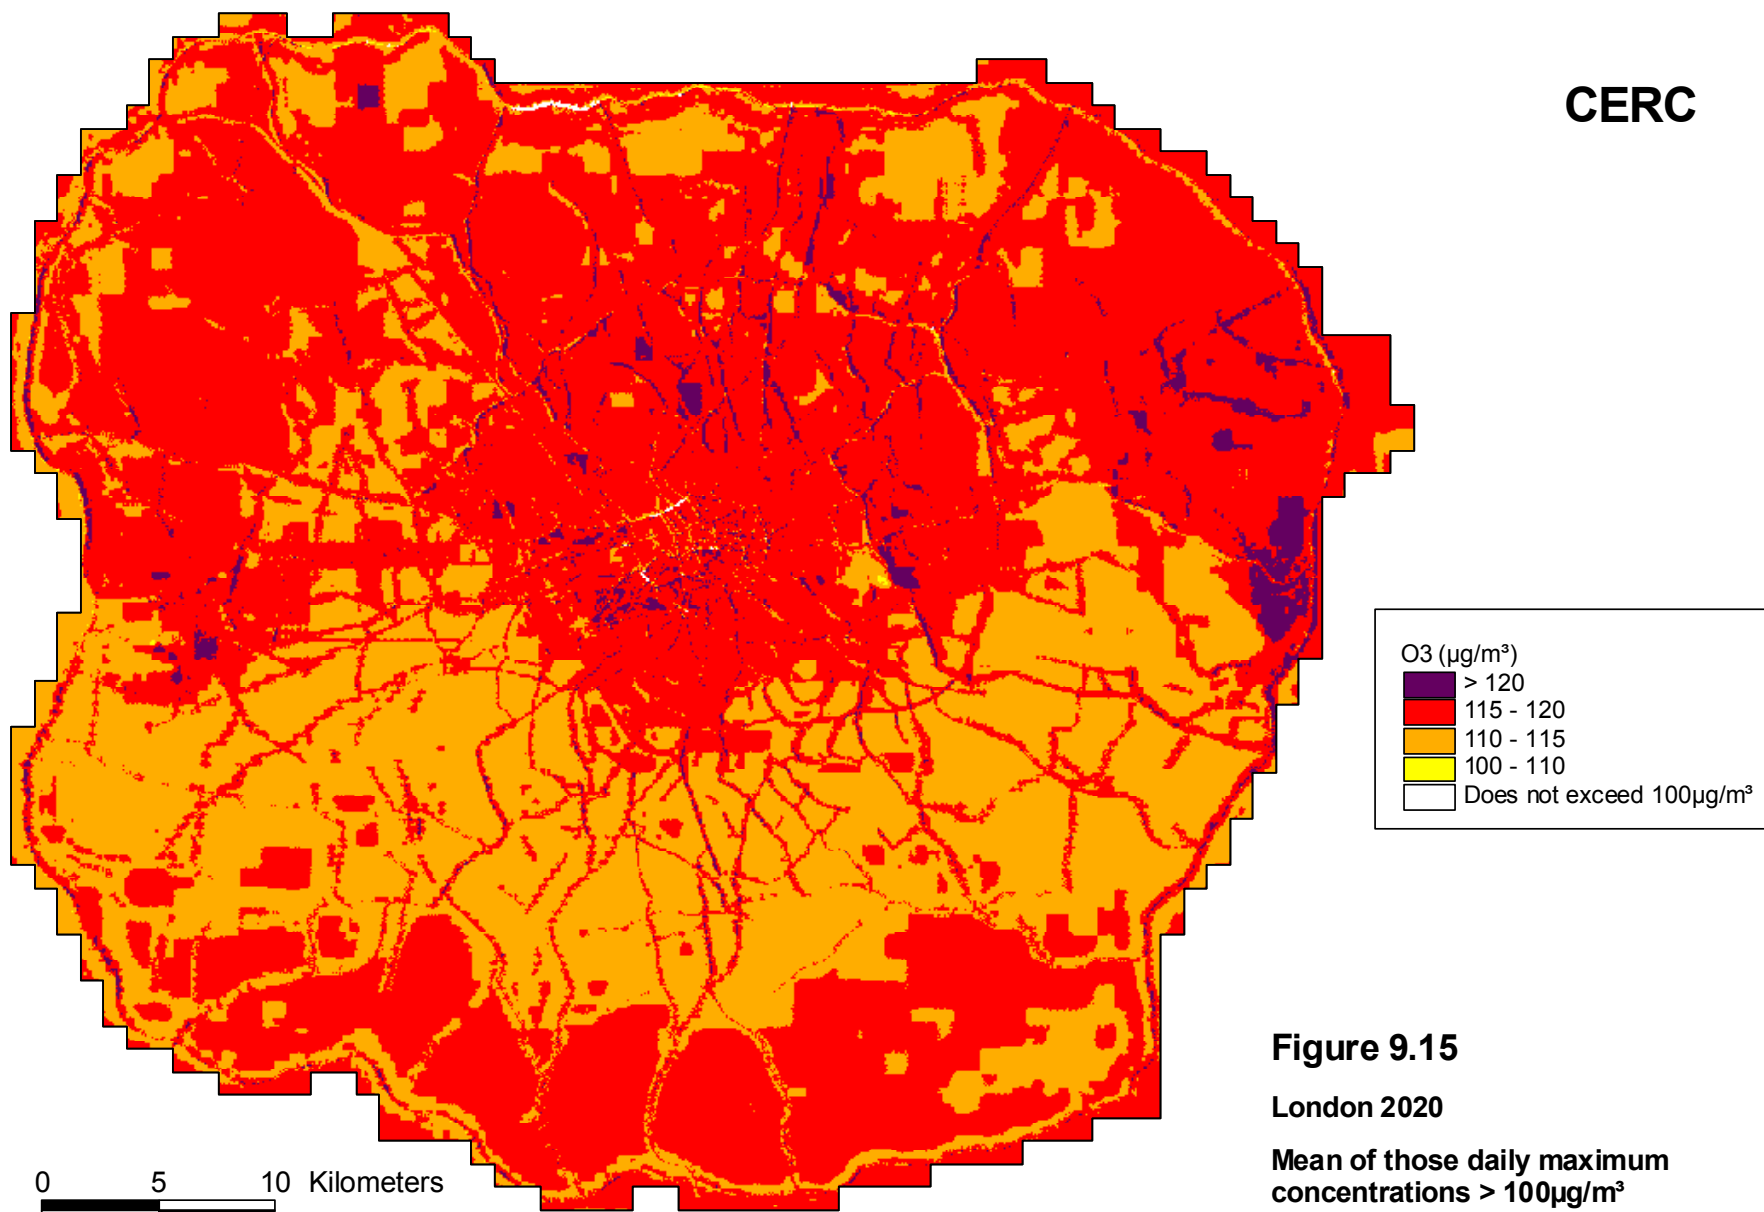 CERC
O3 (µg/m³)
> 120
115 - 120
110 - 115
100 - 110
Does not exceed 100µg/m³
Figure 9.15
London 2020
Mean of those daily maximum
concentrations > 100µg/m³
0 5 10 Kilometers